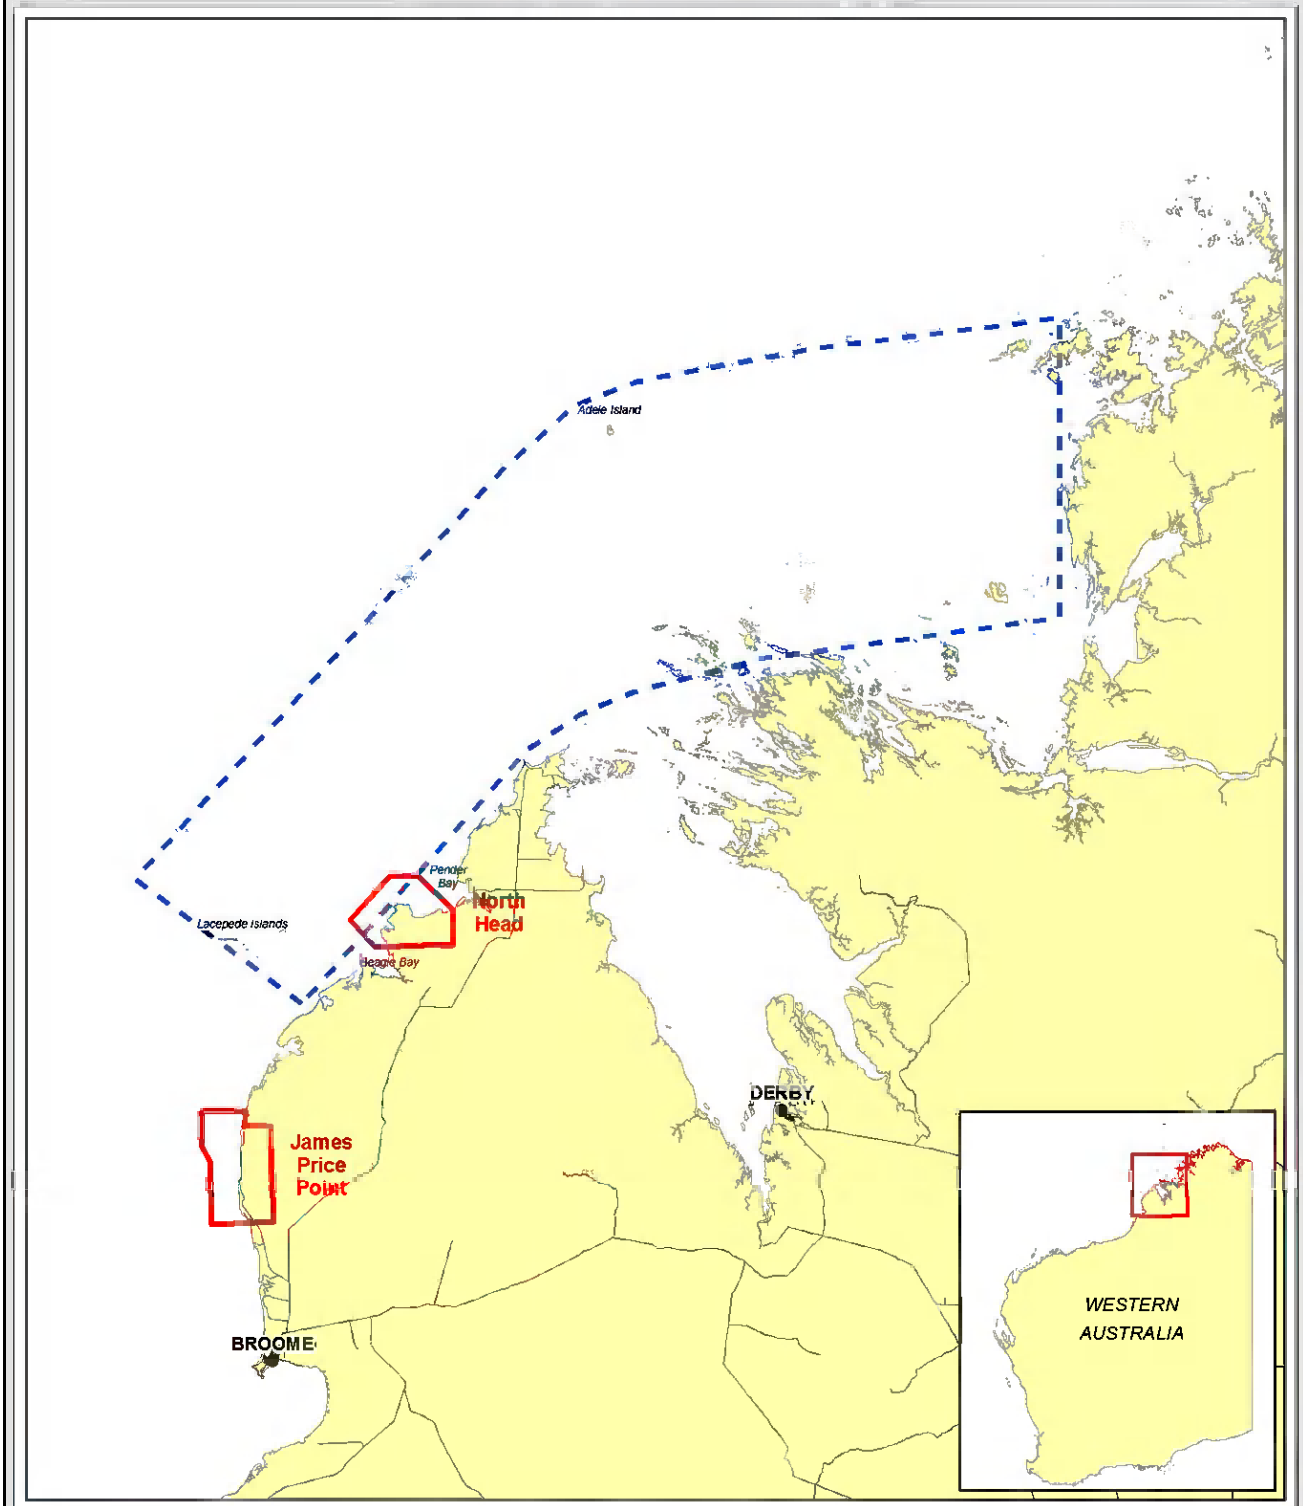 Adele Island
Pender
Bay
North
Head
Lacepede Islands
Beagle Bay
DERBY
James
Price
Point
WESTERN
AUSTRALIA
BROOME